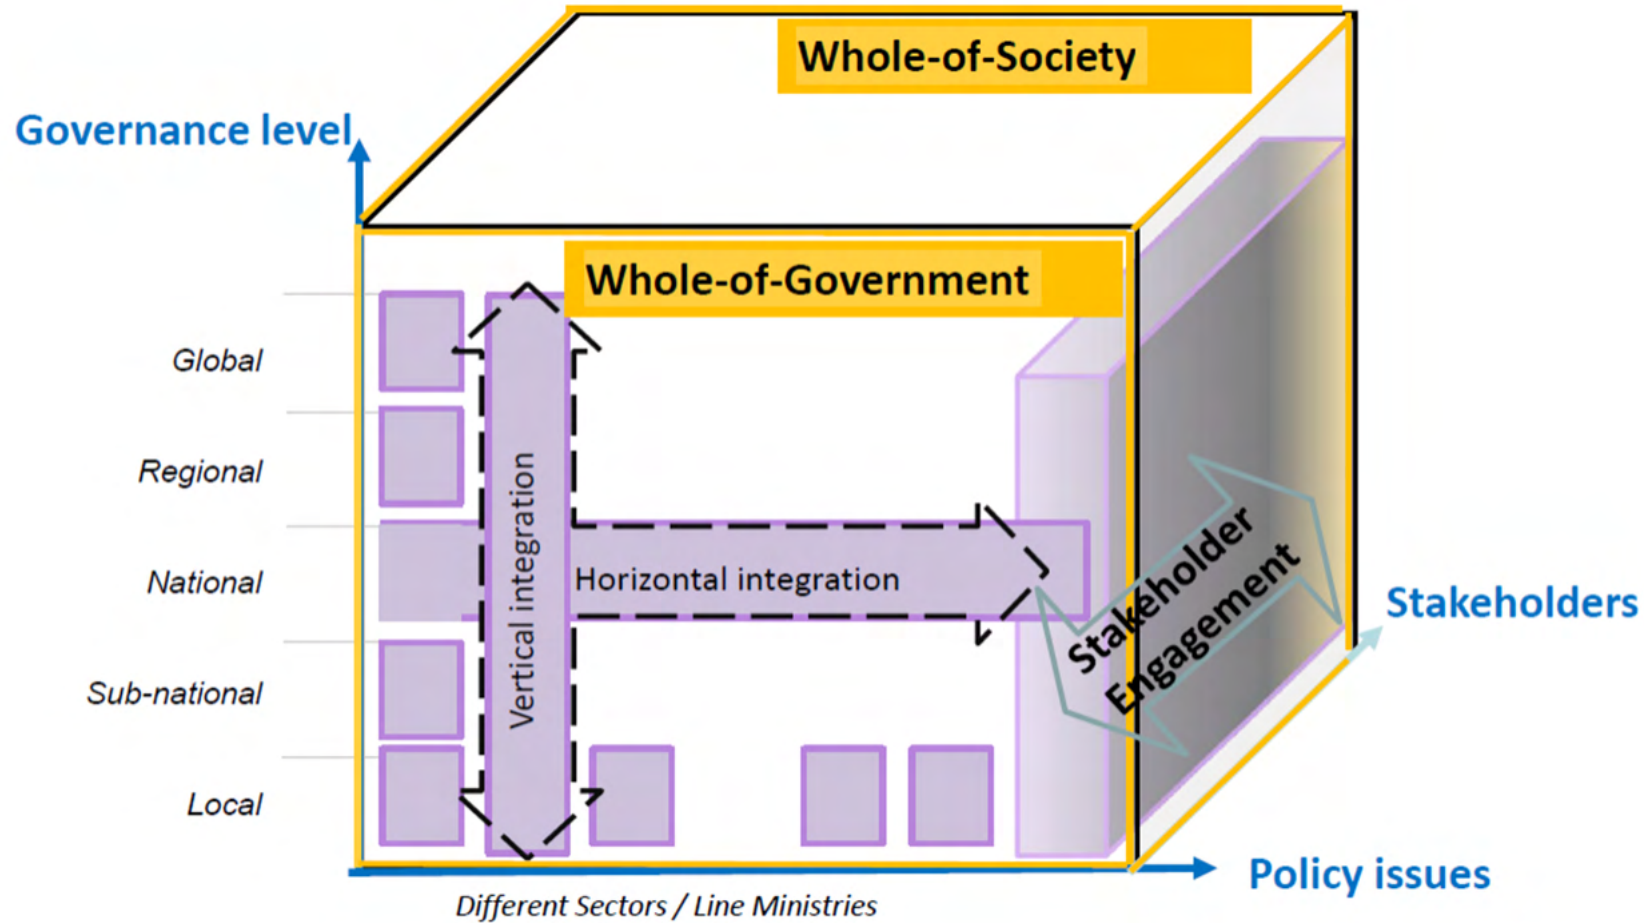 Whole-of-Society
Governance level
Whole-of-Government
Global
Regional
National
Sub-national
Local
Vertical integration
Horizontal integration
Stakeholder
Engagement
Stakeholders
Policy issues
Different Sectors / Line Ministries